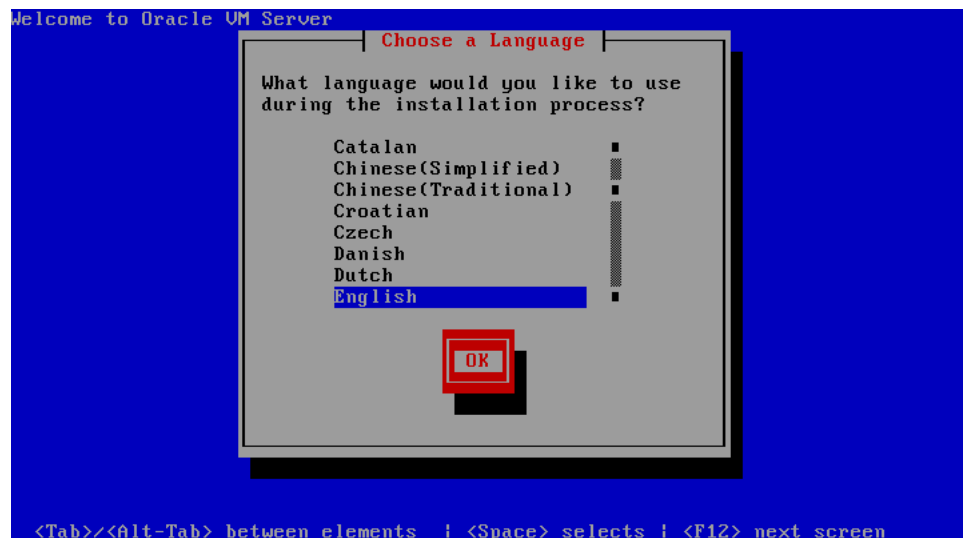 Welcome to Oracle VM Server
Choose a Language
What language would you like to use
during the installation process?
Catalan
Chinese(Simplified)
Chinese(Traditional)
Croatian
Czech
Danish
Dutch
English
OK
<Tab>/<Alt-Tab> between elements | <Space> selects | <F12> next screen